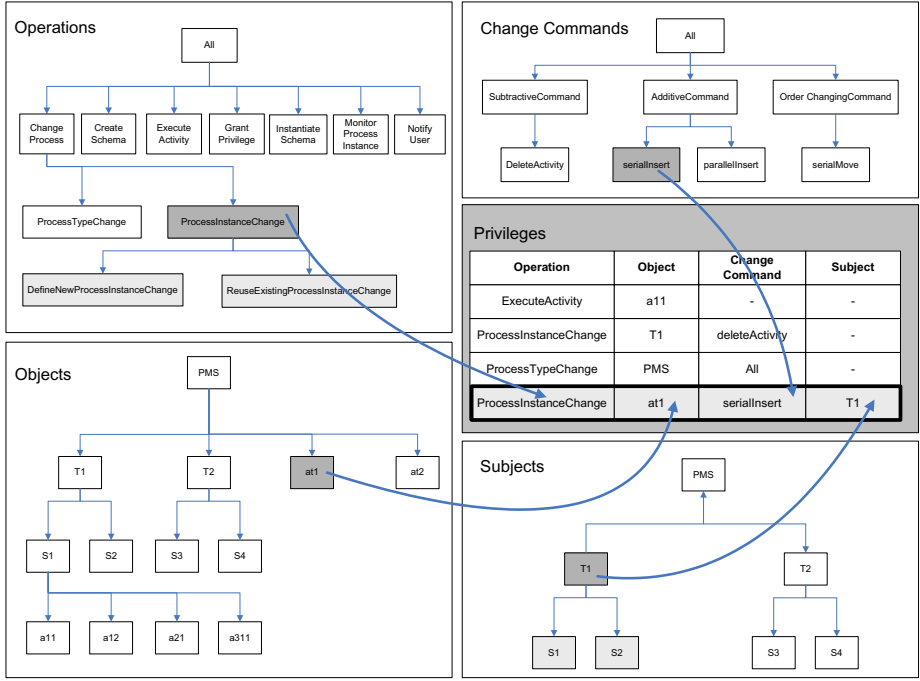 Operations
All
Change
Process
Create
Schema
Execute
Activity
Grant
Privilege
Instantiate
Schema
Monitor
Process
Instance
Notify
User
ProcessTypeChange
ProcessInstanceChange
DefineNewProcessInstanceChange
ReuseExistingProcessInstanceChange
Change Commands
All
SubtractiveCommand
AdditiveCommand
Order ChangingCommand
DeleteActivity
serialInsert
parallelInsert
serialMove
Privileges
Operation
Object
Change
Command
Subject
ExecuteActivity
a11
-
-
ProcessInstanceChange
T1
deleteActivity
-
ProcessTypeChange
PMS
All
-
ProcessInstanceChange
at1
serialInsert
T1
Objects
PMS
T1
T2
at1
at2
S1
S2
S3
S4
a11
a12
a21
a311
Subjects
PMS
T1
T2
S1
S2
S3
S4